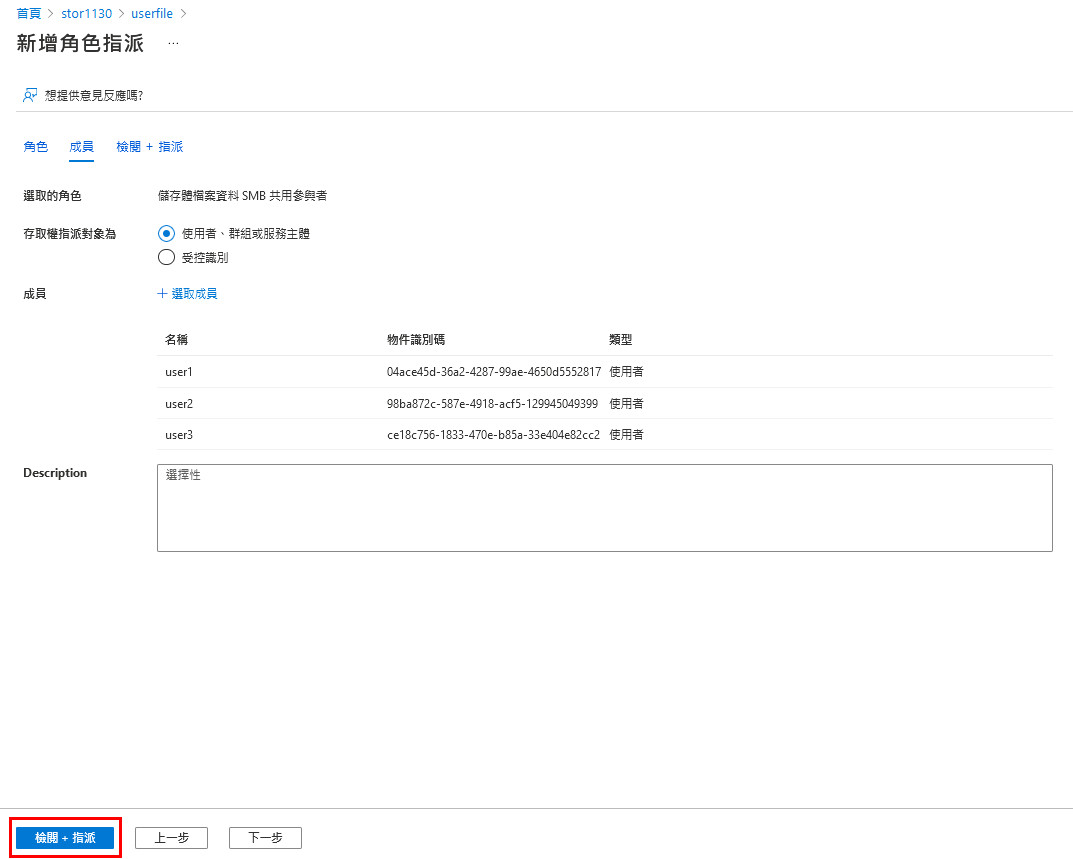 首頁 > stor1130 > userfile >
新增角色指派 ...
想提供意見反應嗎?
角色 成員 檢閱 + 指派
選取的角色 儲存體檔案資料 SMB 共用參與者
存取權指派對象為 使用者、群組或服務主體
受控識別
成員 + 選取成員
名稱 物件識別碼 類型
user1 04ace45d-36a2-4287-99ae-4650d5552817 使用者
user2 98ba872c-587e-4918-acf5-129945049399 使用者
user3 ce18c756-1833-470e-b85a-33e404e82cc2 使用者
Description 選擇性
檢閱 + 指派 上一步 下一步